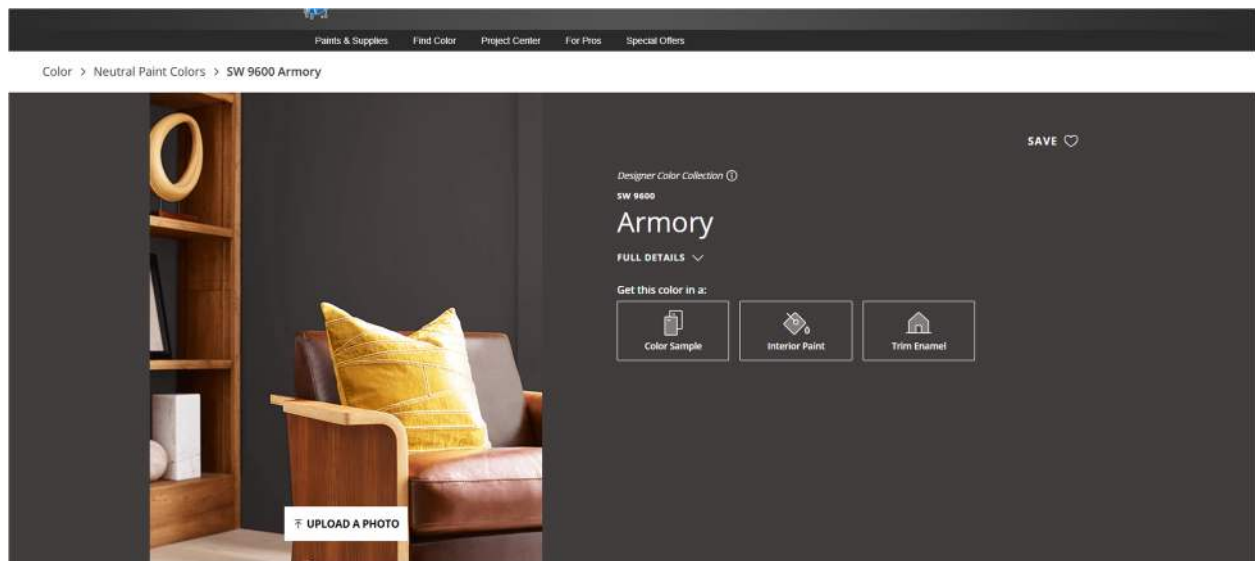 Paints & Supplies Find Color Project Center For Pros Special Offers
Color > Neutral Paint Colors > SW 9600 Armory
SAVE
Designer Color Collection
SW 9600
Armory
FULL DETAILS
Get this color in a:
Color Sample Interior Paint Trim Enamel
UPLOAD A PHOTO